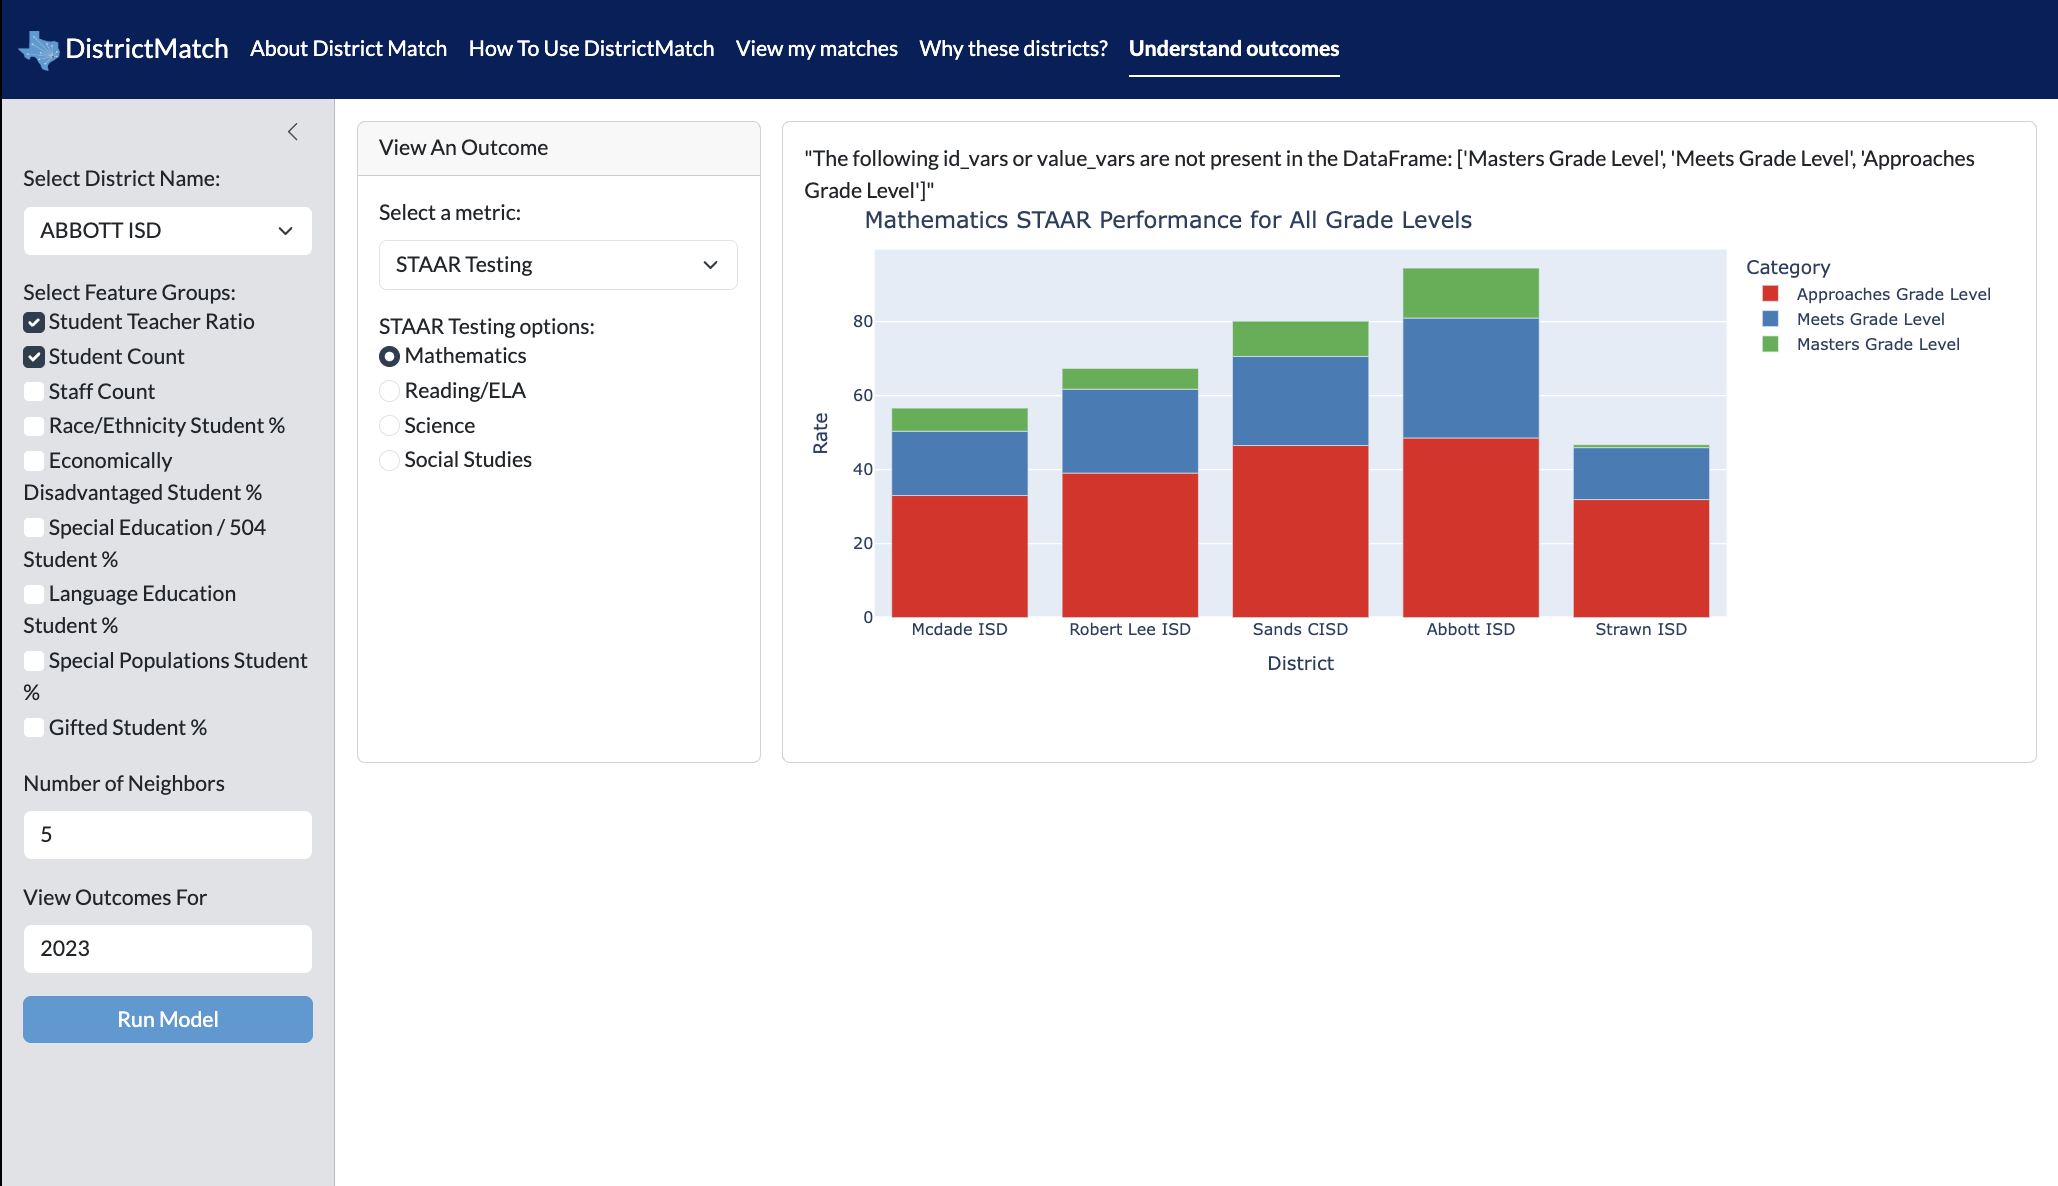 DistrictMatch About District Match How To Use DistrictMatch View my matches Why these districts? Understand outcomes
Select District Name:
ABBOTT ISD
Select Feature Groups:
Student Teacher Ratio
Student Count
Staff Count
Race/Ethnicity Student %
Economically
Disadvantaged Student %
Special Education / 504
Student %
Language Education
Student %
Special Populations Student
%
Gifted Student %
Number of Neighbors
5
View Outcomes For
2023
Run Model
View An Outcome
Select a metric:
STAAR Testing
STAAR Testing options:
Mathematics
Reading/ELA
Science
Social Studies
"The following id_vars or value_vars are not present in the DataFrame: ['Masters Grade Level', 'Meets Grade Level', 'Approaches
Grade Level']"
Mathematics STAAR Performance for All Grade Levels
Rate
80
60
40
20
0
Mcdade ISD Robert Lee ISD Sands CISD Abbott ISD Strawn ISD
District
Category
Approaches Grade Level
Meets Grade Level
Masters Grade Level